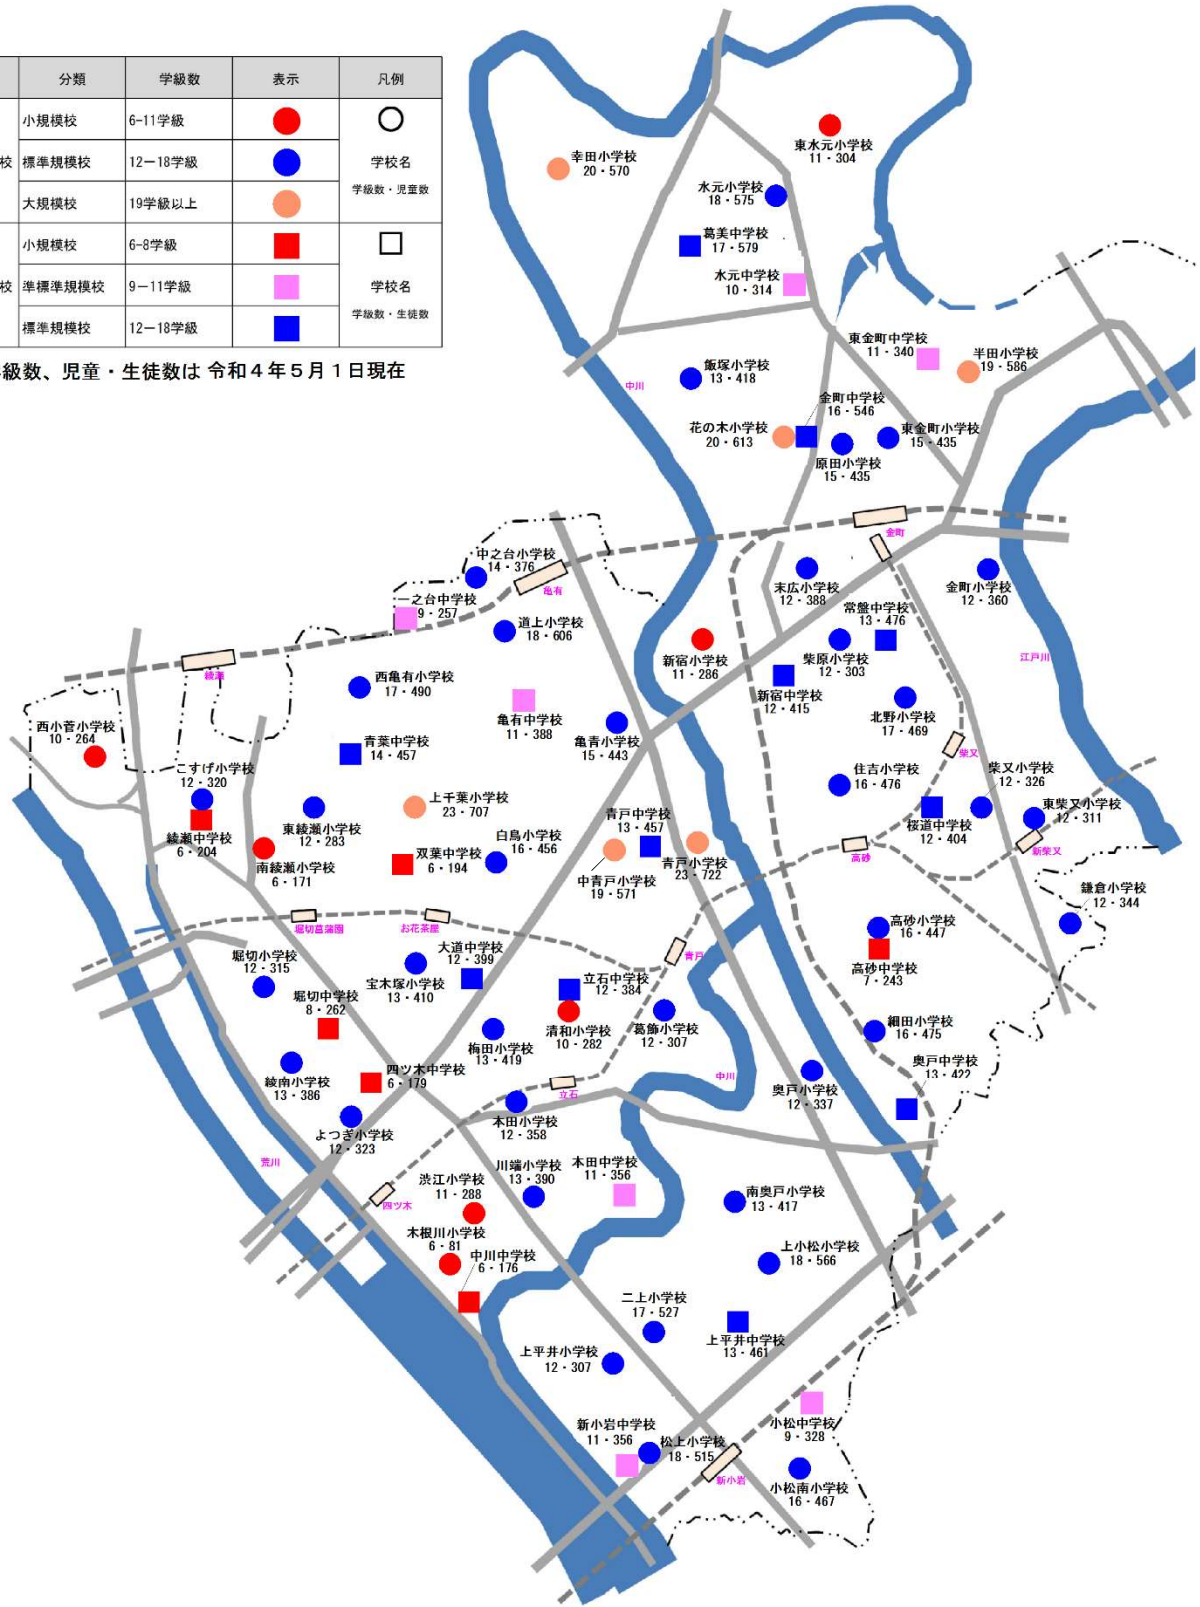 分類 学級数 表示 凡例
小規模校 6-11学級
校 標準規模校 12-18学級 学校名
学級数・児童数
大規模校 19学級以上
小規模校 6-8学級
校 準標準規模校 9-11学級 学校名
学級数・生徒数
標準規模校 12-18学級
級数、児童・生徒数は 令和4年5月1日現在
東水元小学校
11・304
幸田小学校
20・570
水元小学校
18・575
葛美中学校
17・579
水元中学校
10・314
東金町中学校
11・340
半田小学校
19・586
飯塚小学校
13・418
中川
金町中学校
16・546
花の木小学校
20・613
東金町小学校
15・435
原田小学校
15・435
金町
中之台小学校
14・376
亀有
一之台中学校
9・257
末広小学校
12・388
金町小学校
12・360
道上小学校
18・606
常盤中学校
13・476
新宿小学校
11・286
柴原小学校
12・303
江戸川
綾瀬
西亀有小学校
17・490
新宿中学校
12・415
北野小学校
17・469
亀有中学校
11・388
亀青小学校
15・443
西小菅小学校
10・264
青葉中学校
14・457
柴又
こすげ小学校
12・320
住吉小学校
16・476
柴又小学校
12・326
東柴又小学校
12・311
上千葉小学校
23・707
青戸中学校
13・457
桜道中学校
12・404
綾瀬中学校
6・204
東綾瀬小学校
12・283
白鳥小学校
16・456
新柴又
南綾瀬小学校
6・171
双葉中学校
6・194
高砂
青戸小学校
23・722
中青戸小学校
19・571
鎌倉小学校
12・344
高砂小学校
16・447
堀切菖蒲園
お花茶屋
堀切小学校
12・315
大道中学校
12・399
青戸
高砂中学校
7・243
宝木塚小学校
13・410
立石中学校
12・384
堀切中学校
8・262
細田小学校
16・475
清和小学校
10・282
葛飾小学校
12・307
梅田小学校
13・419
奥戸中学校
13・422
四ツ木中学校
6・179
綾南小学校
13・386
中川
奥戸小学校
12・337
立石
本田小学校
12・358
よつぎ小学校
12・323
荒川
川端小学校
13・390
本田中学校
11・356
渋江小学校
11・288
四ツ木
南奥戸小学校
13・417
木根川小学校
6・81
中川中学校
6・176
上小松小学校
18・566
二上小学校
17・527
上平井中学校
13・461
上平井小学校
12・307
新小岩中学校
11・356
松上小学校
18・515
小松中学校
9・328
新小岩
小松南小学校
16・467